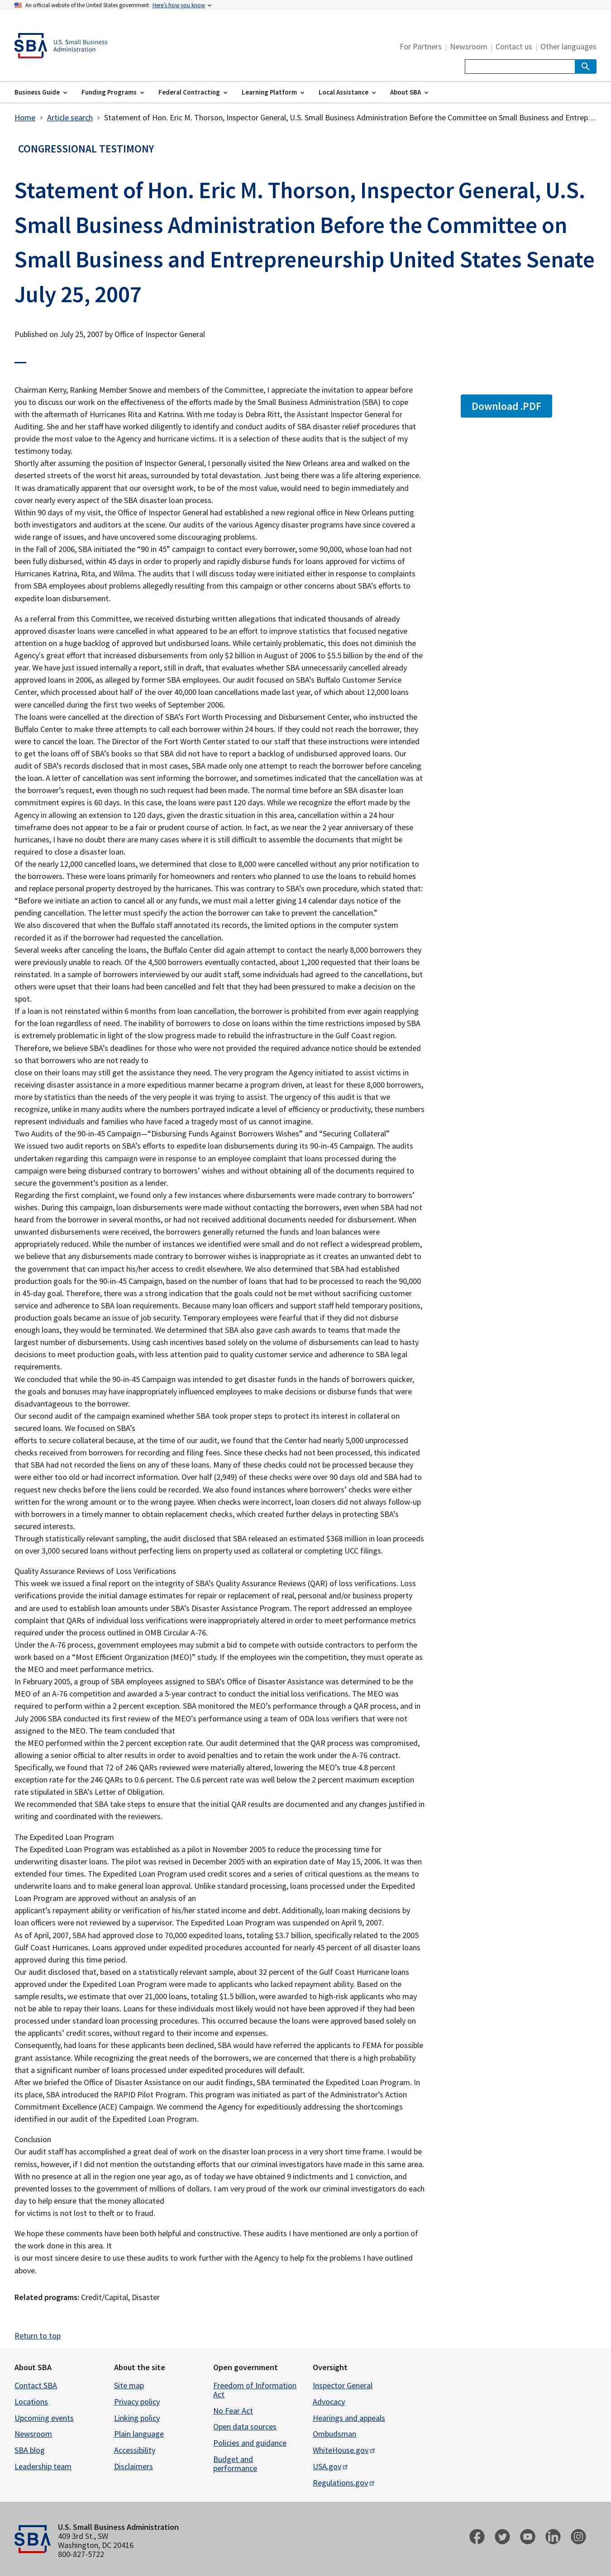 An official website of the United States government Here's how you know
SBA U.S. Small Business
Administration
For Partners | Newsroom | Contact us | Other languages
Business Guide Funding Programs Federal Contracting Learning Platform Local Assistance About SBA
Home › Article search › Statement of Hon. Eric M. Thorson, Inspector General, U.S. Small Business Administration Before the Committee on Small Business and Entrep…
CONGRESSIONAL TESTIMONY
Statement of Hon. Eric M. Thorson, Inspector General, U.S.
Small Business Administration Before the Committee on
Small Business and Entrepreneurship United States Senate
July 25, 2007
Published on July 25, 2007 by Office of Inspector General
Download .PDF
Chairman Kerry, Ranking Member Snowe and members of the Committee, I appreciate the invitation to appear before
you to discuss our work on the effectiveness of the efforts made by the Small Business Administration (SBA) to cope
with the aftermath of Hurricanes Rita and Katrina. With me today is Debra Ritt, the Assistant Inspector General for
Auditing. She and her staff have worked diligently to identify and conduct audits of SBA disaster relief procedures that
provide the most value to the Agency and hurricane victims. It is a selection of these audits that is the subject of my
testimony today.
Shortly after assuming the position of Inspector General, I personally visited the New Orleans area and walked on the
deserted streets of the worst hit areas, surrounded by total devastation. Just being there was a life altering experience.
It was dramatically apparent that our oversight work, to be of the most value, would need to begin immediately and
cover nearly every aspect of the SBA disaster loan process.
Within 90 days of my visit, the Office of Inspector General had established a new regional office in New Orleans putting
both investigators and auditors at the scene. Our audits of the various Agency disaster programs have since covered a
wide range of issues, and have uncovered some discouraging problems.
In the Fall of 2006, SBA initiated the “90 in 45” campaign to contact every borrower, some 90,000, whose loan had not
been fully disbursed, within 45 days in order to properly and rapidly disburse funds for loans approved for victims of
Hurricanes Katrina, Rita, and Wilma. The audits that I will discuss today were initiated either in response to complaints
from SBA employees about problems allegedly resulting from this campaign or other concerns about SBA’s efforts to
expedite loan disbursement.
As a referral from this Committee, we received disturbing written allegations that indicated thousands of already
approved disaster loans were cancelled in what appeared to be an effort to improve statistics that focused negative
attention on a huge backlog of approved but undisbursed loans. While certainly problematic, this does not diminish the
Agency's great effort that increased disbursements from only $2 billion in August of 2006 to $5.5 billion by the end of the
year. We have just issued internally a report, still in draft, that evaluates whether SBA unnecessarily cancelled already
approved loans in 2006, as alleged by former SBA employees. Our audit focused on SBA’s Buffalo Customer Service
Center, which processed about half of the over 40,000 loan cancellations made last year, of which about 12,000 loans
were cancelled during the first two weeks of September 2006.
The loans were cancelled at the direction of SBA’s Fort Worth Processing and Disbursement Center, who instructed the
Buffalo Center to make three attempts to call each borrower within 24 hours. If they could not reach the borrower, they
were to cancel the loan. The Director of the Fort Worth Center stated to our staff that these instructions were intended
to get the loans off of SBA’s books so that SBA did not have to report a backlog of undisbursed approved loans. Our
audit of SBA’s records disclosed that in most cases, SBA made only one attempt to reach the borrower before canceling
the loan. A letter of cancellation was sent informing the borrower, and sometimes indicated that the cancellation was at
the borrower’s request, even though no such request had been made. The normal time before an SBA disaster loan
commitment expires is 60 days. In this case, the loans were past 120 days. While we recognize the effort made by the
Agency in allowing an extension to 120 days, given the drastic situation in this area, cancellation within a 24 hour
timeframe does not appear to be a fair or prudent course of action. In fact, as we near the 2 year anniversary of these
hurricanes, I have no doubt there are many cases where it is still difficult to assemble the documents that might be
required to close a disaster loan.
Of the nearly 12,000 cancelled loans, we determined that close to 8,000 were cancelled without any prior notification to
the borrowers. These were loans primarily for homeowners and renters who planned to use the loans to rebuild homes
and replace personal property destroyed by the hurricanes. This was contrary to SBA’s own procedure, which stated that:
“Before we initiate an action to cancel all or any funds, we must mail a letter giving 14 calendar days notice of the
pending cancellation. The letter must specify the action the borrower can take to prevent the cancellation.”
We also discovered that when the Buffalo staff annotated its records, the limited options in the computer system
recorded it as if the borrower had requested the cancellation.
Several weeks after canceling the loans, the Buffalo Center did again attempt to contact the nearly 8,000 borrowers they
were previously unable to reach. Of the 4,500 borrowers eventually contacted, about 1,200 requested that their loans be
reinstated. In a sample of borrowers interviewed by our audit staff, some individuals had agreed to the cancellations, but
others were upset that their loans had been cancelled and felt that they had been pressured to make a decision on the
spot.
If a loan is not reinstated within 6 months from loan cancellation, the borrower is prohibited from ever again reapplying
for the loan regardless of need. The inability of borrowers to close on loans within the time restrictions imposed by SBA
is extremely problematic in light of the slow progress made to rebuild the infrastructure in the Gulf Coast region.
Therefore, we believe SBA’s deadlines for those who were not provided the required advance notice should be extended
so that borrowers who are not ready to
close on their loans may still get the assistance they need. The very program the Agency initiated to assist victims in
receiving disaster assistance in a more expeditious manner became a program driven, at least for these 8,000 borrowers,
more by statistics than the needs of the very people it was trying to assist. The urgency of this audit is that we
recognize, unlike in many audits where the numbers portrayed indicate a level of efficiency or productivity, these numbers
represent individuals and families who have faced a tragedy most of us cannot imagine.
Two Audits of the 90-in-45 Campaign—“Disbursing Funds Against Borrowers Wishes” and “Securing Collateral”
We issued two audit reports on SBA’s efforts to expedite loan disbursements during its 90-in-45 Campaign. The audits
undertaken regarding this campaign were in response to an employee complaint that loans processed during the
campaign were being disbursed contrary to borrowers’ wishes and without obtaining all of the documents required to
secure the government’s position as a lender.
Regarding the first complaint, we found only a few instances where disbursements were made contrary to borrowers’
wishes. During this campaign, loan disbursements were made without contacting the borrowers, even when SBA had not
heard from the borrower in several months, or had not received additional documents needed for disbursement. When
unwanted disbursements were received, the borrowers generally returned the funds and loan balances were
appropriately reduced. While the number of instances we identified were small and do not reflect a widespread problem,
we believe that any disbursements made contrary to borrower wishes is inappropriate as it creates an unwanted debt to
the government that can impact his/her access to credit elsewhere. We also determined that SBA had established
production goals for the 90-in-45 Campaign, based on the number of loans that had to be processed to reach the 90,000
in 45-day goal. Therefore, there was a strong indication that the goals could not be met without sacrificing customer
service and adherence to SBA loan requirements. Because many loan officers and support staff held temporary positions,
production goals became an issue of job security. Temporary employees were fearful that if they did not disburse
enough loans, they would be terminated. We determined that SBA also gave cash awards to teams that made the
largest number of disbursements. Using cash incentives based solely on the volume of disbursements can lead to hasty
decisions to meet production goals, with less attention paid to quality customer service and adherence to SBA legal
requirements.
We concluded that while the 90-in-45 Campaign was intended to get disaster funds in the hands of borrowers quicker,
the goals and bonuses may have inappropriately influenced employees to make decisions or disburse funds that were
disadvantageous to the borrower.
Our second audit of the campaign examined whether SBA took proper steps to protect its interest in collateral on
secured loans. We focused on SBA’s
efforts to secure collateral because, at the time of our audit, we found that the Center had nearly 5,000 unprocessed
checks received from borrowers for recording and filing fees. Since these checks had not been processed, this indicated
that SBA had not recorded the liens on any of these loans. Many of these checks could not be processed because they
were either too old or had incorrect information. Over half (2,949) of these checks were over 90 days old and SBA had to
request new checks before the liens could be recorded. We also found instances where borrowers’ checks were either
written for the wrong amount or to the wrong payee. When checks were incorrect, loan closers did not always follow-up
with borrowers in a timely manner to obtain replacement checks, which created further delays in protecting SBA’s
secured interests.
Through statistically relevant sampling, the audit disclosed that SBA released an estimated $368 million in loan proceeds
on over 3,000 secured loans without perfecting liens on property used as collateral or completing UCC filings.
Quality Assurance Reviews of Loss Verifications
This week we issued a final report on the integrity of SBA’s Quality Assurance Reviews (QAR) of loss verifications. Loss
verifications provide the initial damage estimates for repair or replacement of real, personal and/or business property
and are used to establish loan amounts under SBA’s Disaster Assistance Program. The report addressed an employee
complaint that QARs of individual loss verifications were inappropriately altered in order to meet performance metrics
required under the process outlined in OMB Circular A-76.
Under the A-76 process, government employees may submit a bid to compete with outside contractors to perform the
work based on a “Most Efficient Organization (MEO)” study. If the employees win the competition, they must operate as
the MEO and meet performance metrics.
In February 2005, a group of SBA employees assigned to SBA’s Office of Disaster Assistance was determined to be the
MEO of an A-76 competition and awarded a 5-year contract to conduct the initial loss verifications. The MEO was
required to perform within a 2 percent exception. SBA monitored the MEO’s performance through a QAR process, and in
July 2006 SBA conducted its first review of the MEO’s performance using a team of ODA loss verifiers that were not
assigned to the MEO. The team concluded that
the MEO performed within the 2 percent exception rate. Our audit determined that the QAR process was compromised,
allowing a senior official to alter results in order to avoid penalties and to retain the work under the A-76 contract.
Specifically, we found that 72 of 246 QARs reviewed were materially altered, lowering the MEO’s true 4.8 percent
exception rate for the 246 QARs to 0.6 percent. The 0.6 percent rate was well below the 2 percent maximum exception
rate stipulated in SBA’s Letter of Obligation.
We recommended that SBA take steps to ensure that the initial QAR results are documented and any changes justified in
writing and coordinated with the reviewers.
The Expedited Loan Program
The Expedited Loan Program was established as a pilot in November 2005 to reduce the processing time for
underwriting disaster loans. The pilot was revised in December 2005 with an expiration date of May 15, 2006. It was then
extended four times. The Expedited Loan Program used credit scores and a series of critical questions as the means to
underwrite loans and to make general loan approval. Unlike standard processing, loans processed under the Expedited
Loan Program are approved without an analysis of an
applicant’s repayment ability or verification of his/her stated income and debt. Additionally, loan making decisions by
loan officers were not reviewed by a supervisor. The Expedited Loan Program was suspended on April 9, 2007.
As of April, 2007, SBA had approved close to 70,000 expedited loans, totaling $3.7 billion, specifically related to the 2005
Gulf Coast Hurricanes. Loans approved under expedited procedures accounted for nearly 45 percent of all disaster loans
approved during this time period.
Our audit disclosed that, based on a statistically relevant sample, about 32 percent of the Gulf Coast Hurricane loans
approved under the Expedited Loan Program were made to applicants who lacked repayment ability. Based on the
sample results, we estimate that over 21,000 loans, totaling $1.5 billion, were awarded to high-risk applicants who may
not be able to repay their loans. Loans for these individuals most likely would not have been approved if they had been
processed under standard loan processing procedures. This occurred because the loans were approved based solely on
the applicants’ credit scores, without regard to their income and expenses.
Consequently, had loans for these applicants been declined, SBA would have referred the applicants to FEMA for possible
grant assistance. While recognizing the great needs of the borrowers, we are concerned that there is a high probability
that a significant number of loans processed under expedited procedures will default.
After we briefed the Office of Disaster Assistance on our audit findings, SBA terminated the Expedited Loan Program. In
its place, SBA introduced the RAPID Pilot Program. This program was initiated as part of the Administrator’s Action
Commitment Excellence (ACE) Campaign. We commend the Agency for expeditiously addressing the shortcomings
identified in our audit of the Expedited Loan Program.
Conclusion
Our audit staff has accomplished a great deal of work on the disaster loan process in a very short time frame. I would be
remiss, however, if I did not mention the outstanding efforts that our criminal investigators have made in this same area.
With no presence at all in the region one year ago, as of today we have obtained 9 indictments and 1 conviction, and
prevented losses to the government of millions of dollars. I am very proud of the work our criminal investigators do each
day to help ensure that the money allocated
for victims is not lost to theft or to fraud.
We hope these comments have been both helpful and constructive. These audits I have mentioned are only a portion of
the work done in this area. It
is our most sincere desire to use these audits to work further with the Agency to help fix the problems I have outlined
above.
Related programs: Credit/Capital, Disaster
Return to top
About SBA
Contact SBA
Locations
Upcoming events
Newsroom
SBA blog
Leadership team
About the site
Site map
Privacy policy
Linking policy
Plain language
Accessibility
Disclaimers
Open government
Freedom of Information
Act
No Fear Act
Open data sources
Policies and guidance
Budget and
performance
Oversight
Inspector General
Advocacy
Hearings and appeals
Ombudsman
WhiteHouse.gov
USA.gov
Regulations.gov
SBA
U.S. Small Business Administration
409 3rd St., SW
Washington, DC 20416
800-827-5722